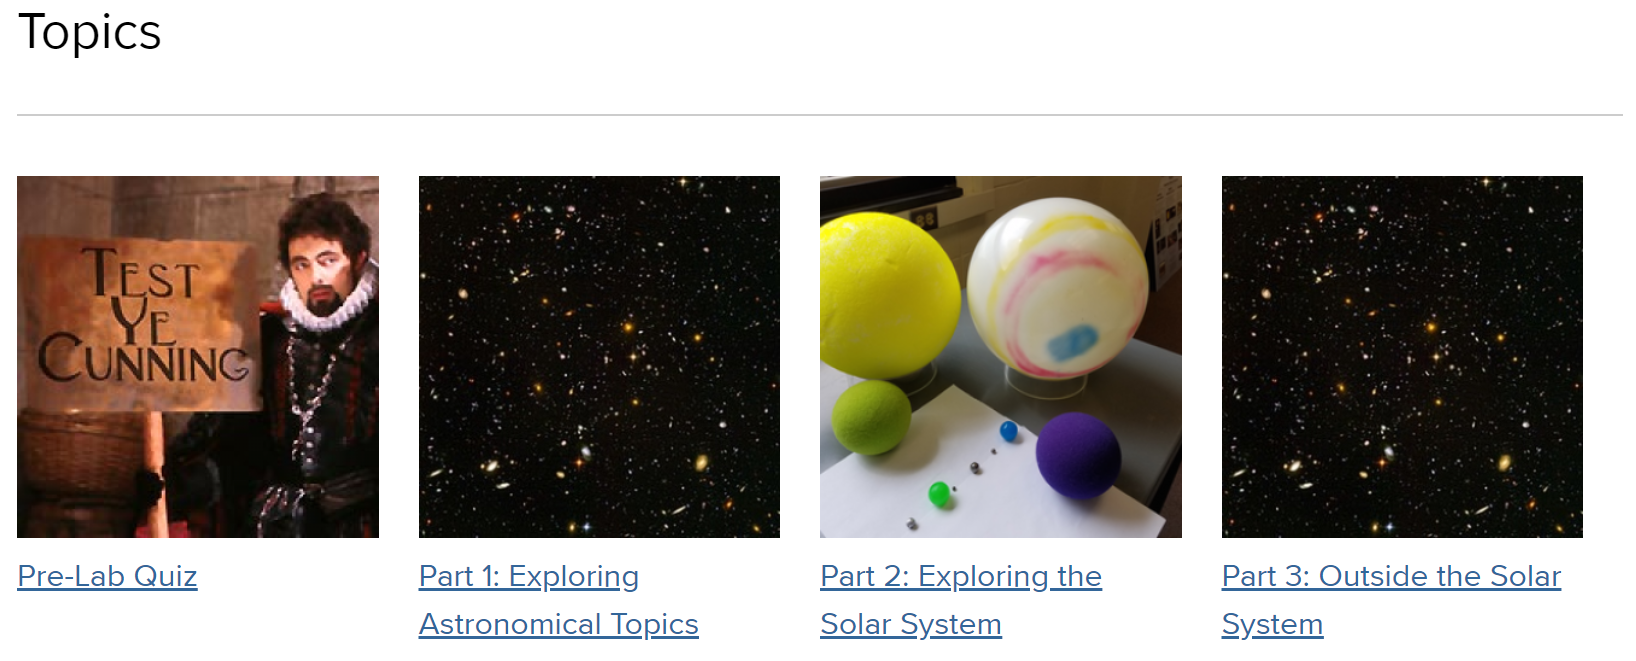 Topics
TEST
YE
CUNNING
Pre-Lab Quiz
Part 1: Exploring
Astronomical Topics
Part 2: Exploring the
Solar System
Part 3: Outside the Solar
System